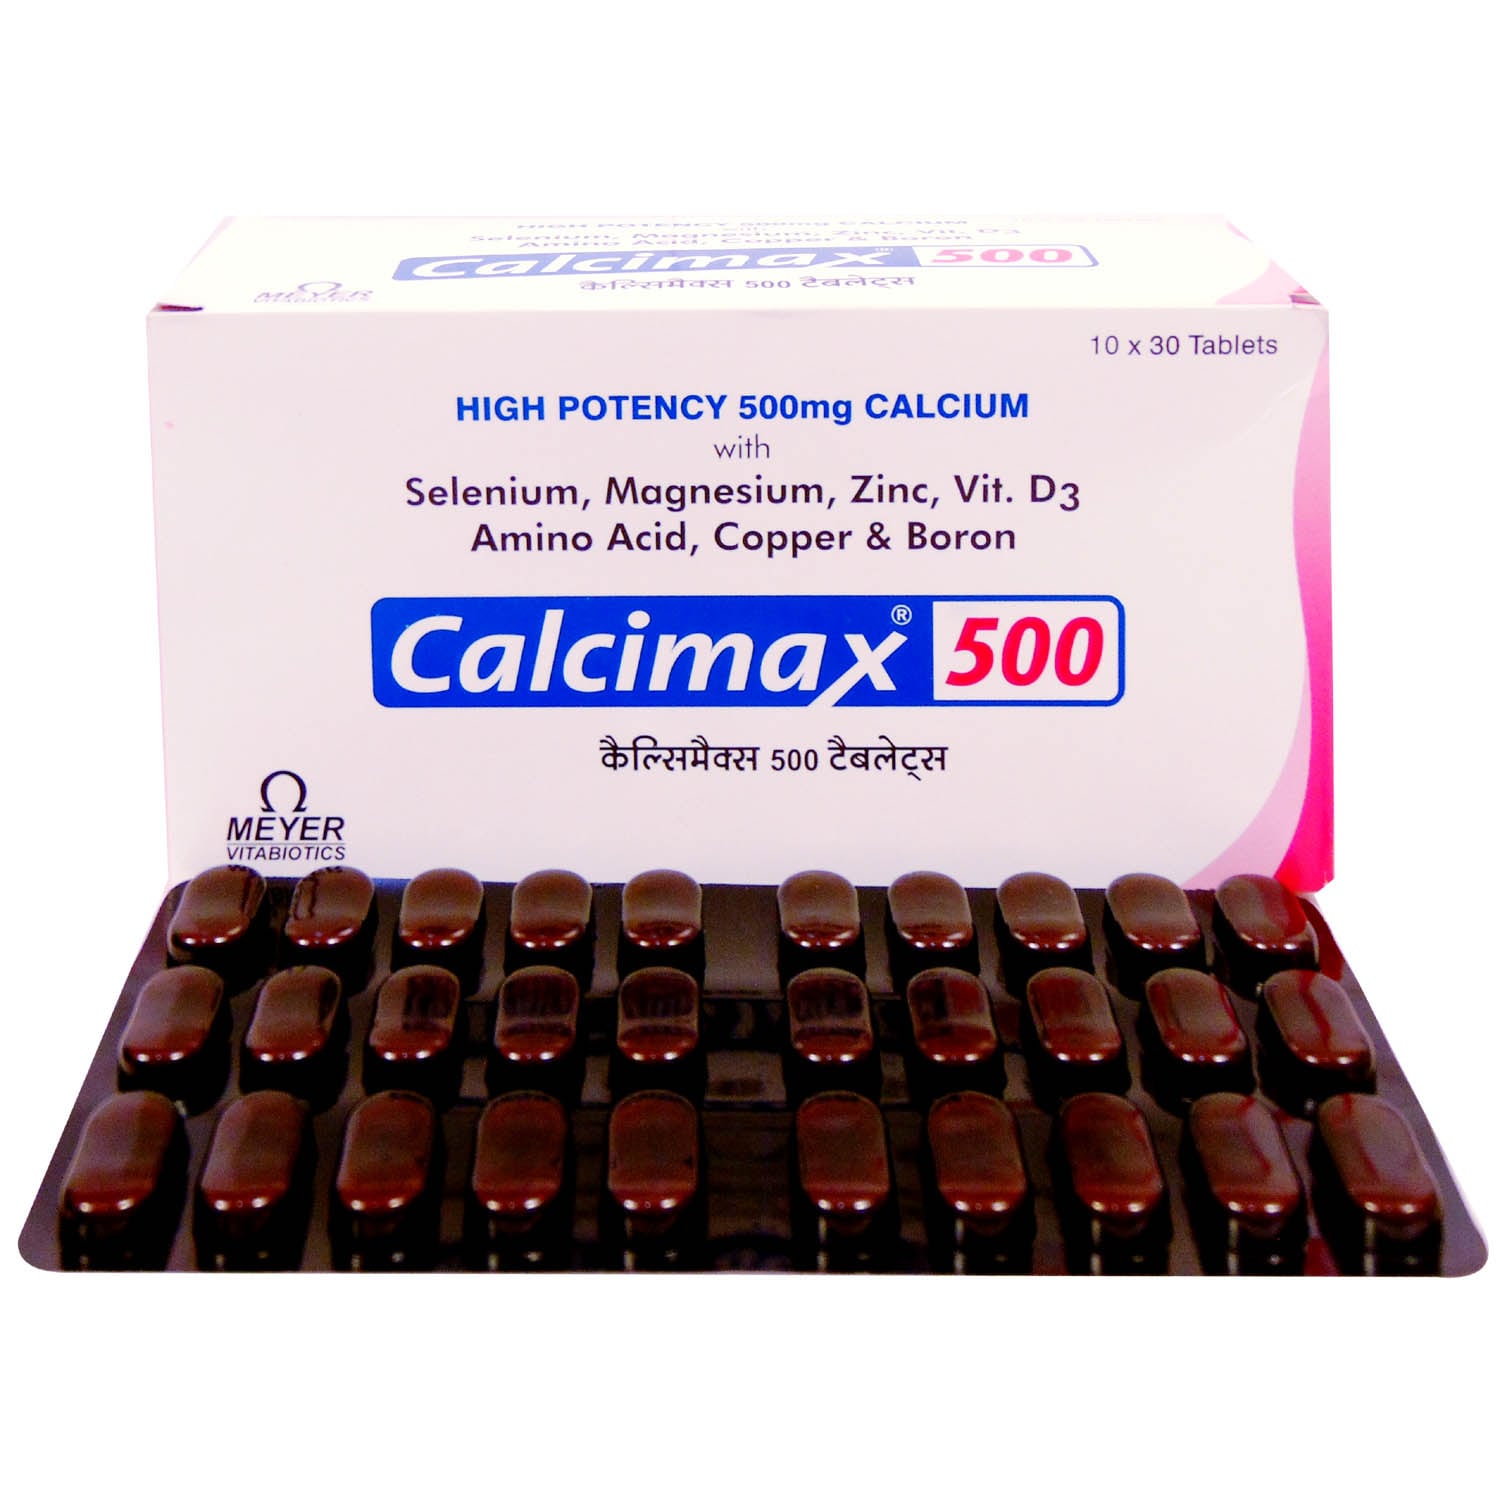 HIGH POTENCY 500mg CALCIUM
with
Selenium, Magnesium, Zinc, Vit. D3
Amino Acid, Copper & Boron
Calcimax® 500
कैल्सिमैक्स 500 टैबलेट्स
MEYER
VITABIOTICS
10 x 30 Tablets
HIGH POTENCY 500mg CALCIUM
with
Selenium, Magnesium, Zinc, Vit. D3
Amino Acid, Copper & Boron
Calcimax® 500
कैल्सिमैक्स 500 टैबलेट्स
MEYER
VITABIOTICS